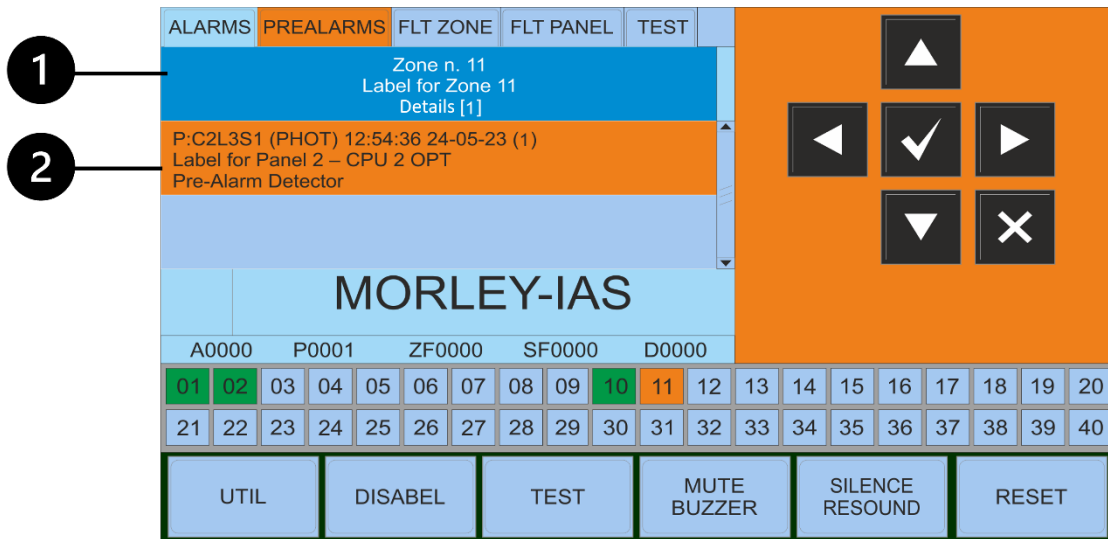 ALARMS PREALARMS FLT ZONE FLT PANEL TEST
1
Zone n. 11
Label for Zone 11
Details [1]
2
P:C2L3S1 (PHOT) 12:54:36 24-05-23 (1)
Label for Panel 2 – CPU 2 OPT
Pre-Alarm Detector
MORLEY-IAS
A0000 P0001 ZF0000 SF0000 D0000
01 02 03 04 05 06 07 08 09 10 11 12 13 14 15 16 17 18 19 20
21 22 23 24 25 26 27 28 29 30 31 32 33 34 35 36 37 38 39 40
UTIL DISABEL TEST MUTE BUZZER SILENCE RESOUND RESET